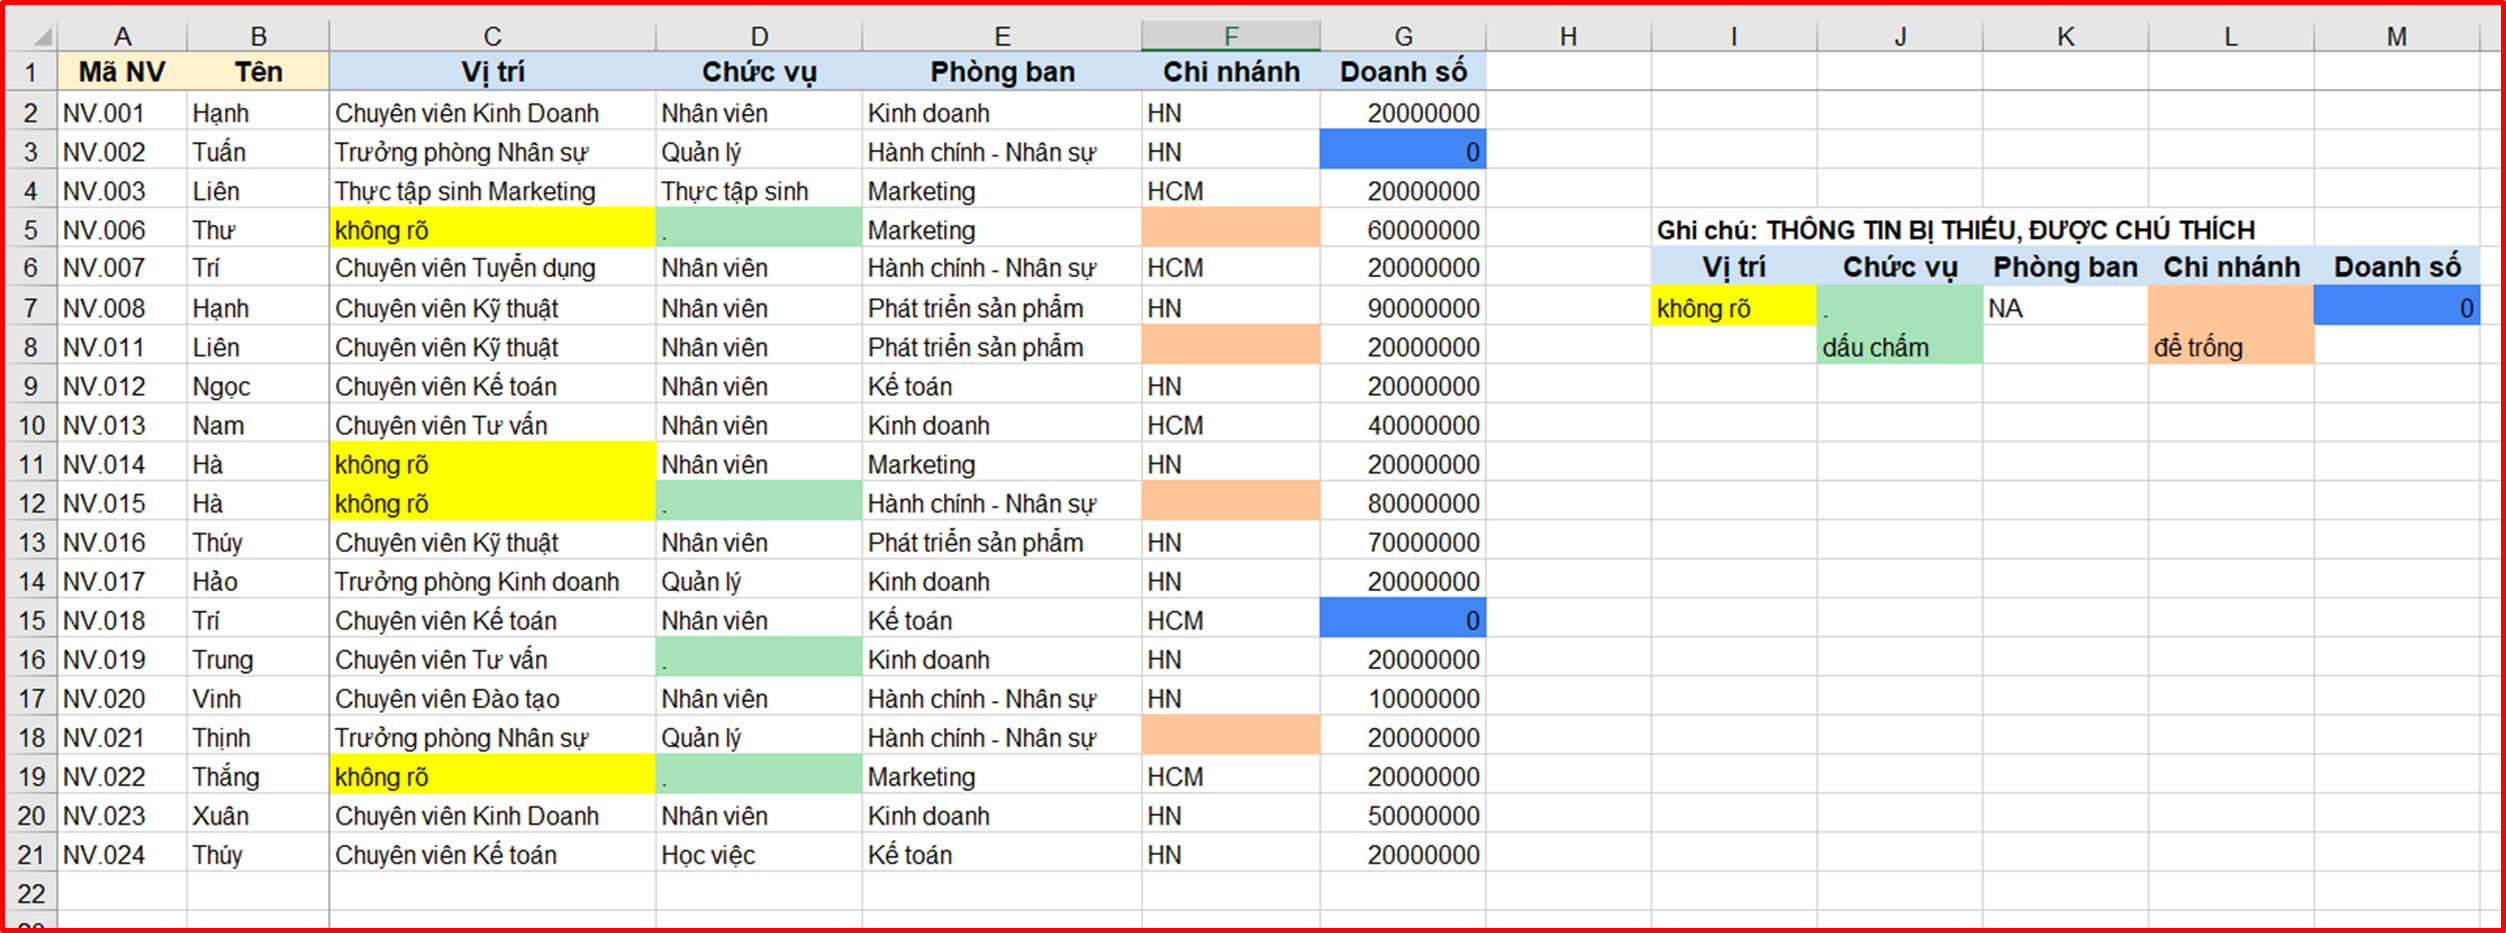 A B C D E F G H I J K L M
1 Mã NV Tên Vị trí Chức vụ Phòng ban Chi nhánh Doanh số
2 NV.001 Hạnh Chuyên viên Kinh Doanh Nhân viên Kinh doanh HN 20000000
3 NV.002 Tuấn Trưởng phòng Nhân sự Quản lý Hành chính - Nhân sự HN 0
4 NV.003 Liên Thực tập sinh Marketing Thực tập sinh Marketing HCM 20000000
5 NV.006 Thư không rõ . Marketing 60000000 Ghi chú: THÔNG TIN BỊ THIẾU, ĐƯỢC CHÚ THÍCH
6 NV.007 Trí Chuyên viên Tuyển dụng Nhân viên Hành chính - Nhân sự HCM 20000000 Vị trí Chức vụ Phòng ban Chi nhánh Doanh số
7 NV.008 Hạnh Chuyên viên Kỹ thuật Nhân viên Phát triển sản phẩm HN 90000000 không rõ . NA 0
8 NV.011 Liên Chuyên viên Kỹ thuật Nhân viên Phát triển sản phẩm 20000000 dấu chấm để trống
9 NV.012 Ngọc Chuyên viên Kế toán Nhân viên Kế toán HN 20000000
10 NV.013 Nam Chuyên viên Tư vấn Nhân viên Kinh doanh HCM 40000000
11 NV.014 Hà không rõ Nhân viên Marketing HN 20000000
12 NV.015 Hà không rõ . Hành chính - Nhân sự 80000000
13 NV.016 Thúy Chuyên viên Kỹ thuật Nhân viên Phát triển sản phẩm HN 70000000
14 NV.017 Hảo Trưởng phòng Kinh doanh Quản lý Kinh doanh HN 20000000
15 NV.018 Trí Chuyên viên Kế toán Nhân viên Kế toán HCM 0
16 NV.019 Trung Chuyên viên Tư vấn . Kinh doanh HN 20000000
17 NV.020 Vinh Chuyên viên Đào tạo Nhân viên Hành chính - Nhân sự HN 10000000
18 NV.021 Thịnh Trưởng phòng Nhân sự Quản lý Hành chính - Nhân sự 20000000
19 NV.022 Thắng không rõ . Marketing HCM 20000000
20 NV.023 Xuân Chuyên viên Kinh Doanh Nhân viên Kinh doanh HN 50000000
21 NV.024 Thúy Chuyên viên Kế toán Học việc Kế toán HN 20000000
22